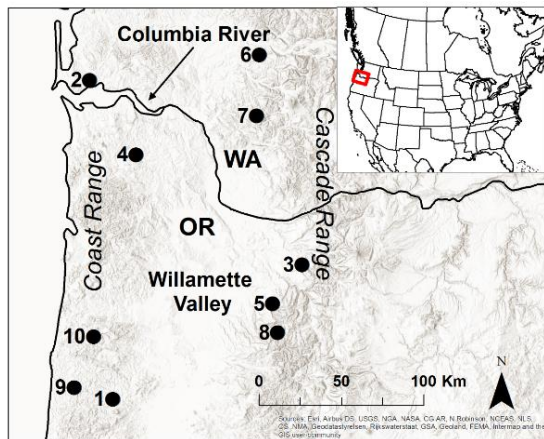 Columbia River
6
2
7
4
WA
Cascade Range
Coast Range
OR
3
Willamette
Valley
5
8
10
9
1
0 50 100 Km
N
Sources: Esri, Airbus DS, USGS, NGA, NASA, CGIAR, N Robinson, NCEAS, NLS,
OS, NMA, Geodatastyrelsen, Rijkswaterstaat, GSA, Geoland, FEMA, Intermap and the
GIS user community